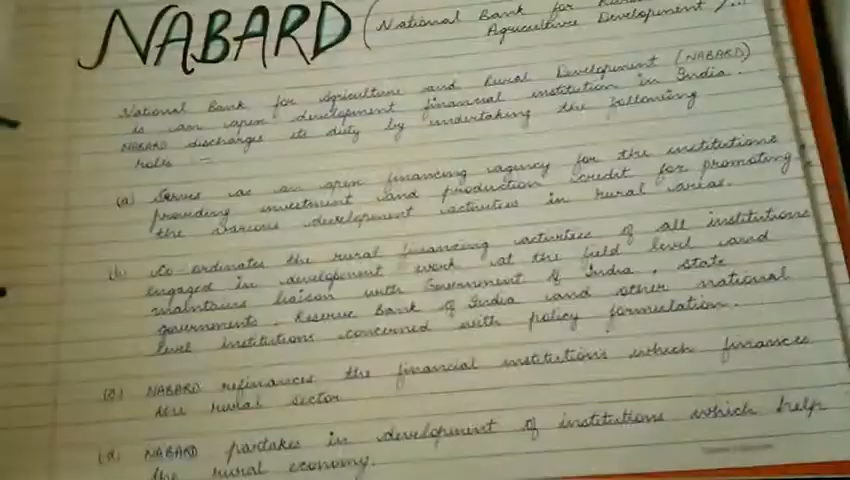 NABARD (National Bank for
Agriculture Development)...
National Bank for Agriculture and Rural Development (NABARD)
is an apex development financial institution in India.
NABARD discharges its duty by undertaking the following
roles :-
(a) Serves as an apex financing agency for the institutions
providing investment and production credit for promoting
the various development activities in rural areas.
(b) Co-ordinates the rural financing activities of all institutions
engaged in development work at the field level and
maintains liaison with Government of India, state
governments, Reserve Bank of India and other national
level institutions concerned with policy formulation.
(c) NABARD refinances the financial institutions which finances
the rural sector
(d) NABARD partakes in development of institutions which help
the rural economy.